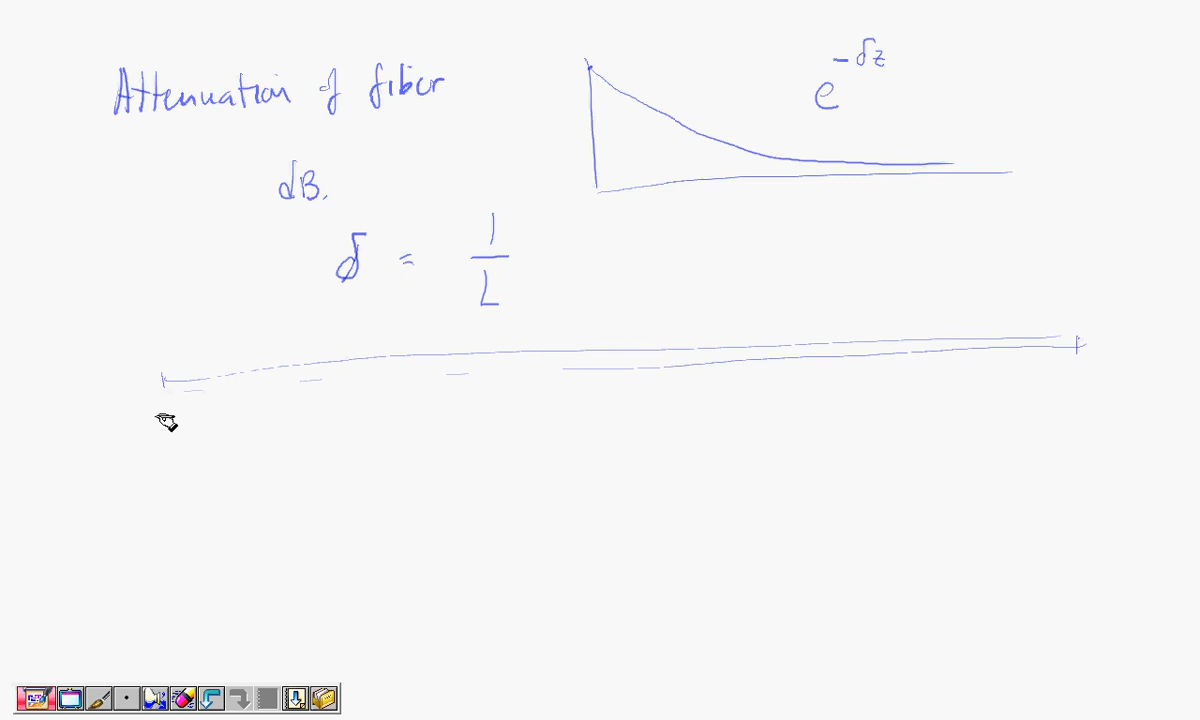 Attenuation of fiber
e^{-δz}
dB.
δ = 1/L